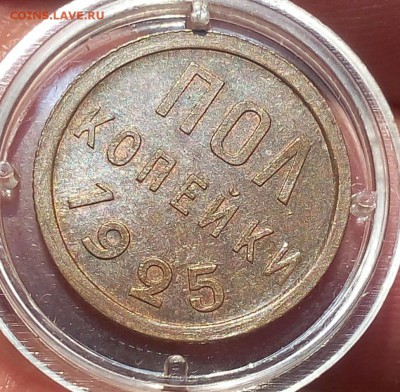 COINS.LAVE.RU
ПОЛ
КОПЕЙКИ
1925